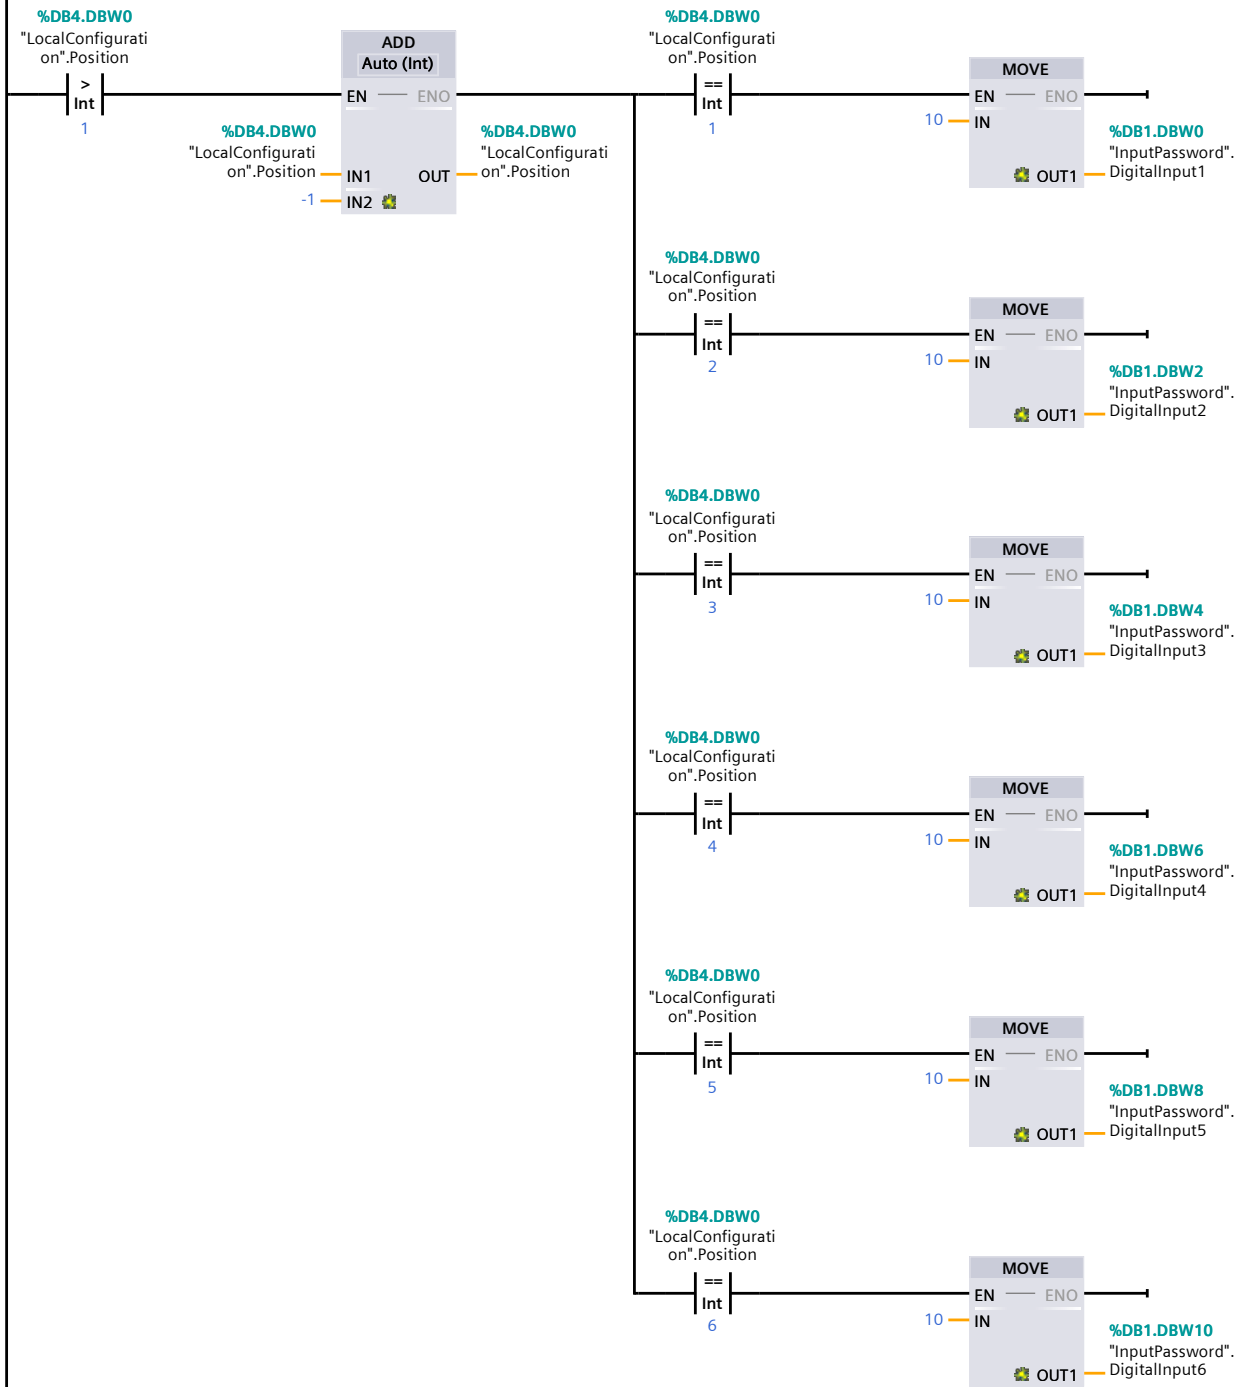 %DB4.DBW0
"LocalConfigurati
on".Position
>
Int
1
ADD
Auto (Int)
EN
ENO
%DB4.DBW0
"LocalConfigurati
on".Position
IN1
-1
IN2
OUT
%DB4.DBW0
"LocalConfigurati
on".Position
%DB4.DBW0
"LocalConfigurati
on".Position
==
Int
1
MOVE
EN
ENO
10
IN
OUT1
%DB1.DBW0
"InputPassword".
DigitalInput1
%DB4.DBW0
"LocalConfigurati
on".Position
==
Int
2
MOVE
EN
ENO
10
IN
OUT1
%DB1.DBW2
"InputPassword".
DigitalInput2
%DB4.DBW0
"LocalConfigurati
on".Position
==
Int
3
MOVE
EN
ENO
10
IN
OUT1
%DB1.DBW4
"InputPassword".
DigitalInput3
%DB4.DBW0
"LocalConfigurati
on".Position
==
Int
4
MOVE
EN
ENO
10
IN
OUT1
%DB1.DBW6
"InputPassword".
DigitalInput4
%DB4.DBW0
"LocalConfigurati
on".Position
==
Int
5
MOVE
EN
ENO
10
IN
OUT1
%DB1.DBW8
"InputPassword".
DigitalInput5
%DB4.DBW0
"LocalConfigurati
on".Position
==
Int
6
MOVE
EN
ENO
10
IN
OUT1
%DB1.DBW10
"InputPassword".
DigitalInput6